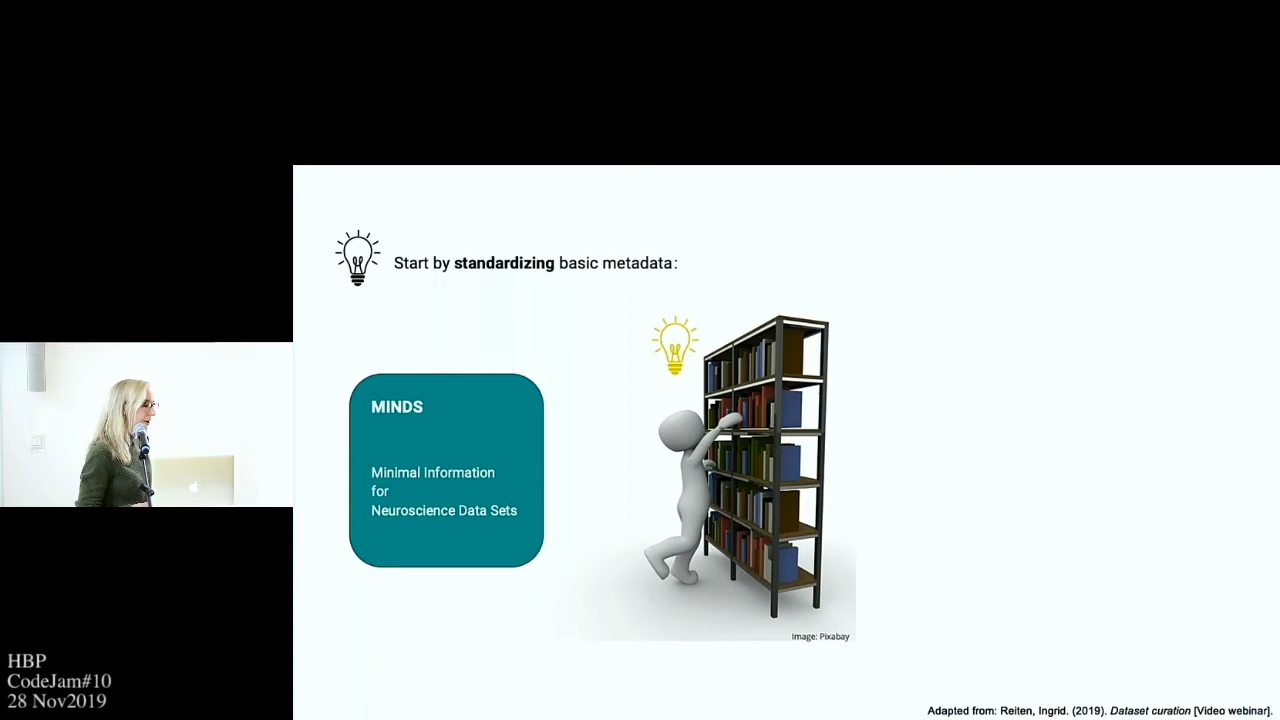 Start by standardizing basic metadata:
MINDS
Minimal Information
for
Neuroscience Data Sets
Image: Pixabay
HBP
CodeJam#10
28 Nov2019
Adapted from: Reiten, Ingrid. (2019). Dataset curation [Video webinar].